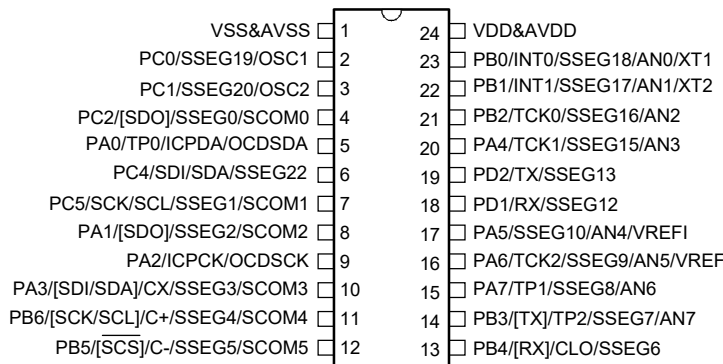 VSS&AVSS 1 24 VDD&AVDD
PC0/SSEG19/OSC1 2 23 PB0/INT0/SSEG18/AN0/XT1
PC1/SSEG20/OSC2 3 22 PB1/INT1/SSEG17/AN1/XT2
PC2/[SDO]/SSEG0/SCOM0 4 21 PB2/TCK0/SSEG16/AN2
PA0/TP0/ICPDA/OCDSDA 5 20 PA4/TCK1/SSEG15/AN3
PC4/SDI/SDA/SSEG22 6 19 PD2/TX/SSEG13
PC5/SCK/SCL/SSEG1/SCOM1 7 18 PD1/RX/SSEG12
PA1/[SDO]/SSEG2/SCOM2 8 17 PA5/SSEG10/AN4/VREFI
PA2/ICPCK/OCDSCK 9 16 PA6/TCK2/SSEG9/AN5/VREF
PA3/[SDI/SDA]/CX/SSEG3/SCOM3 10 15 PA7/TP1/SSEG8/AN6
PB6/[SCK/SCL]/C+/SSEG4/SCOM4 11 14 PB3/[TX]/TP2/SSEG7/AN7
PB5/[SCS]/C-/SSEG5/SCOM5 12 13 PB4/[RX]/CLO/SSEG6